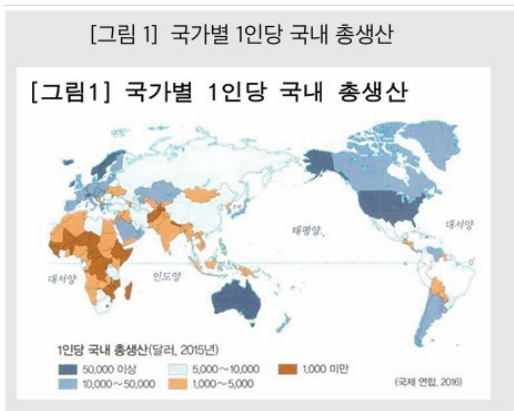 [그림 1] 국가별 1인당 국내 총생산
[그림1] 국가별 1인당 국내 총생산
태평양
대서양
대서양
인도양
0°
1인당 국내 총생산(달러, 2015년)
50,000 이상
5,000～10,000
1,000 미만
10,000～50,000
1,000～5,000
(국제 연합, 2016)